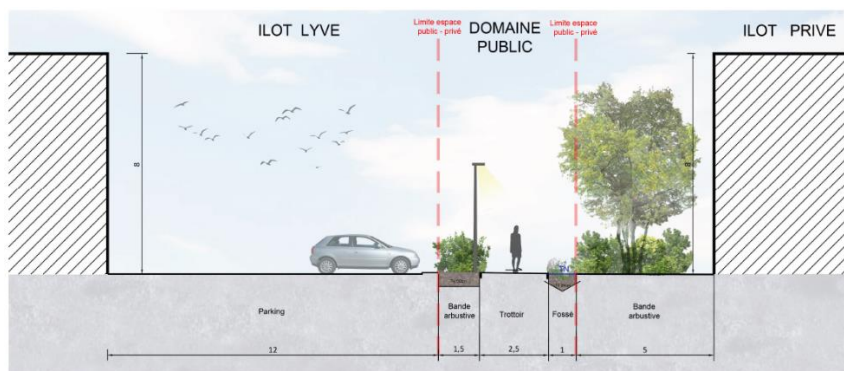 ILOT LYVE
Limite espace
public - privé
DOMAINE
PUBLIC
Limite espace
public - privé
ILOT PRIVE
8
8
Parking
Bande
arbustive
Trottoir
Fossé
Bande
arbustive
12
1,5
2,5
1
5